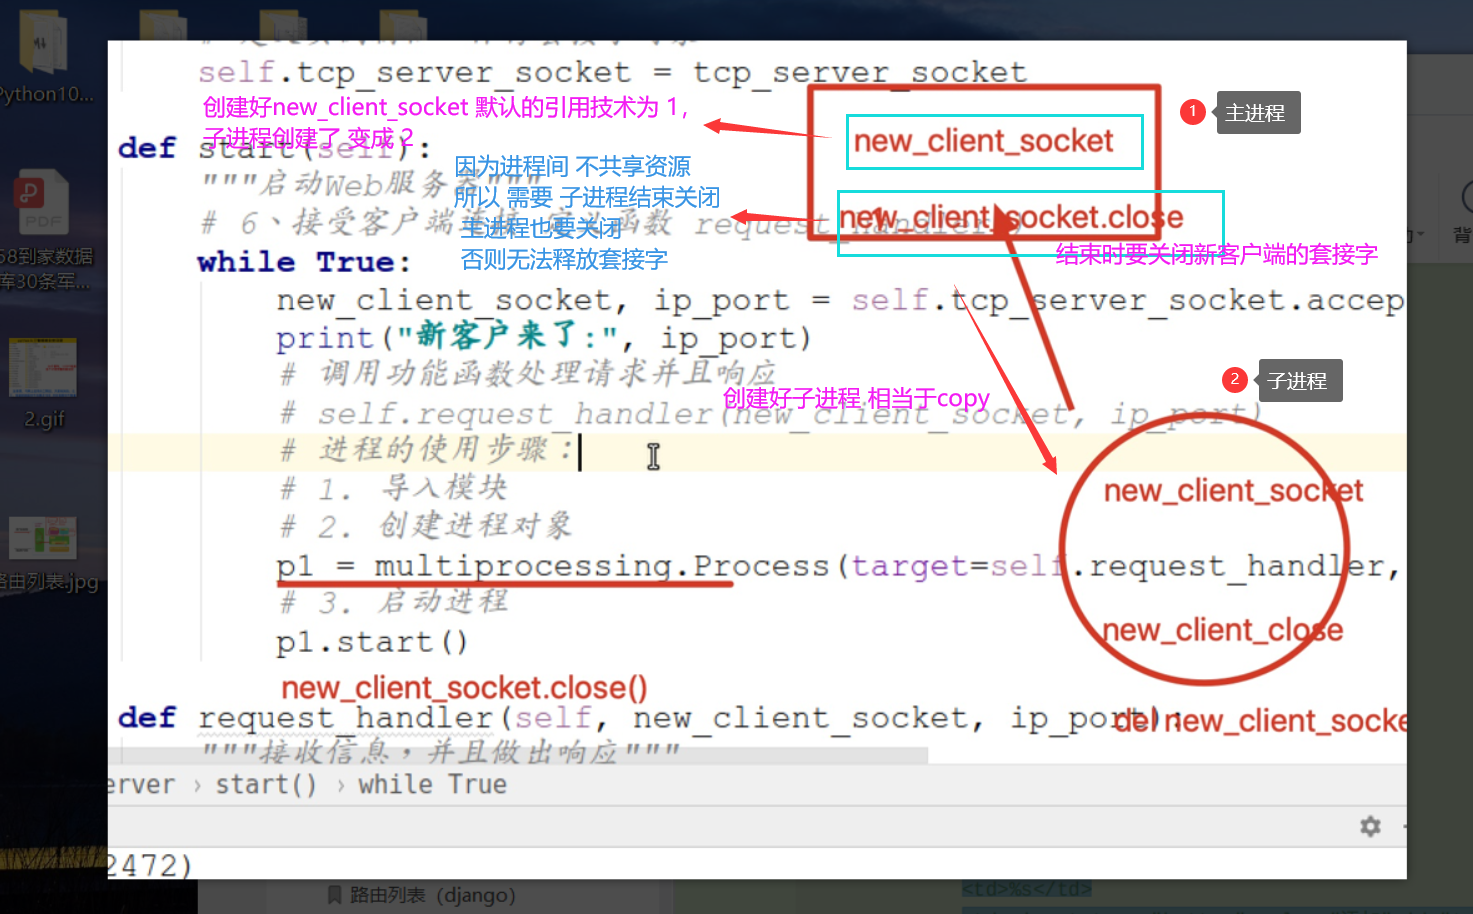 self.tcp_server_socket = tcp_server_socket
创建好new_client_socket 默认的引用技术为 1,
子进程创建了 变成 2
new_client_socket
1
主进程
Python10...
def start(self):
"""启动Web服务器"""
因为进程间 不共享资源
所以 需要 子进程结束关闭
主进程也要关闭
否则无法释放套接字
new_client_socket.close
# 6、接受客户端连接 定义函数 request_handler()
结束时要关闭新客户端的套接字
PDF
58到家数据
库30条军...
while True:
new_client_socket, ip_port = self.tcp_server_socket.accep
print("新客户来了:", ip_port)
# 调用功能函数处理请求并且响应
创建好子进程 相当于copy
2
子进程
# self.request_handler(new_client_socket, ip_port)
2.gif
# 进程的使用步骤：
# 1. 导入模块
new_client_socket
# 2. 创建进程对象
p1 = multiprocessing.Process(target=self.request_handler,
路由列表.jpg
# 3. 启动进程
new_client_close
p1.start()
new_client_socket.close()
def request_handler(self, new_client_socket, ip_port):
del new_client_socke
"""接收信息，并且做出响应"""
erver › start() › while True
2472)
路由列表（django）
<td>%s</td>